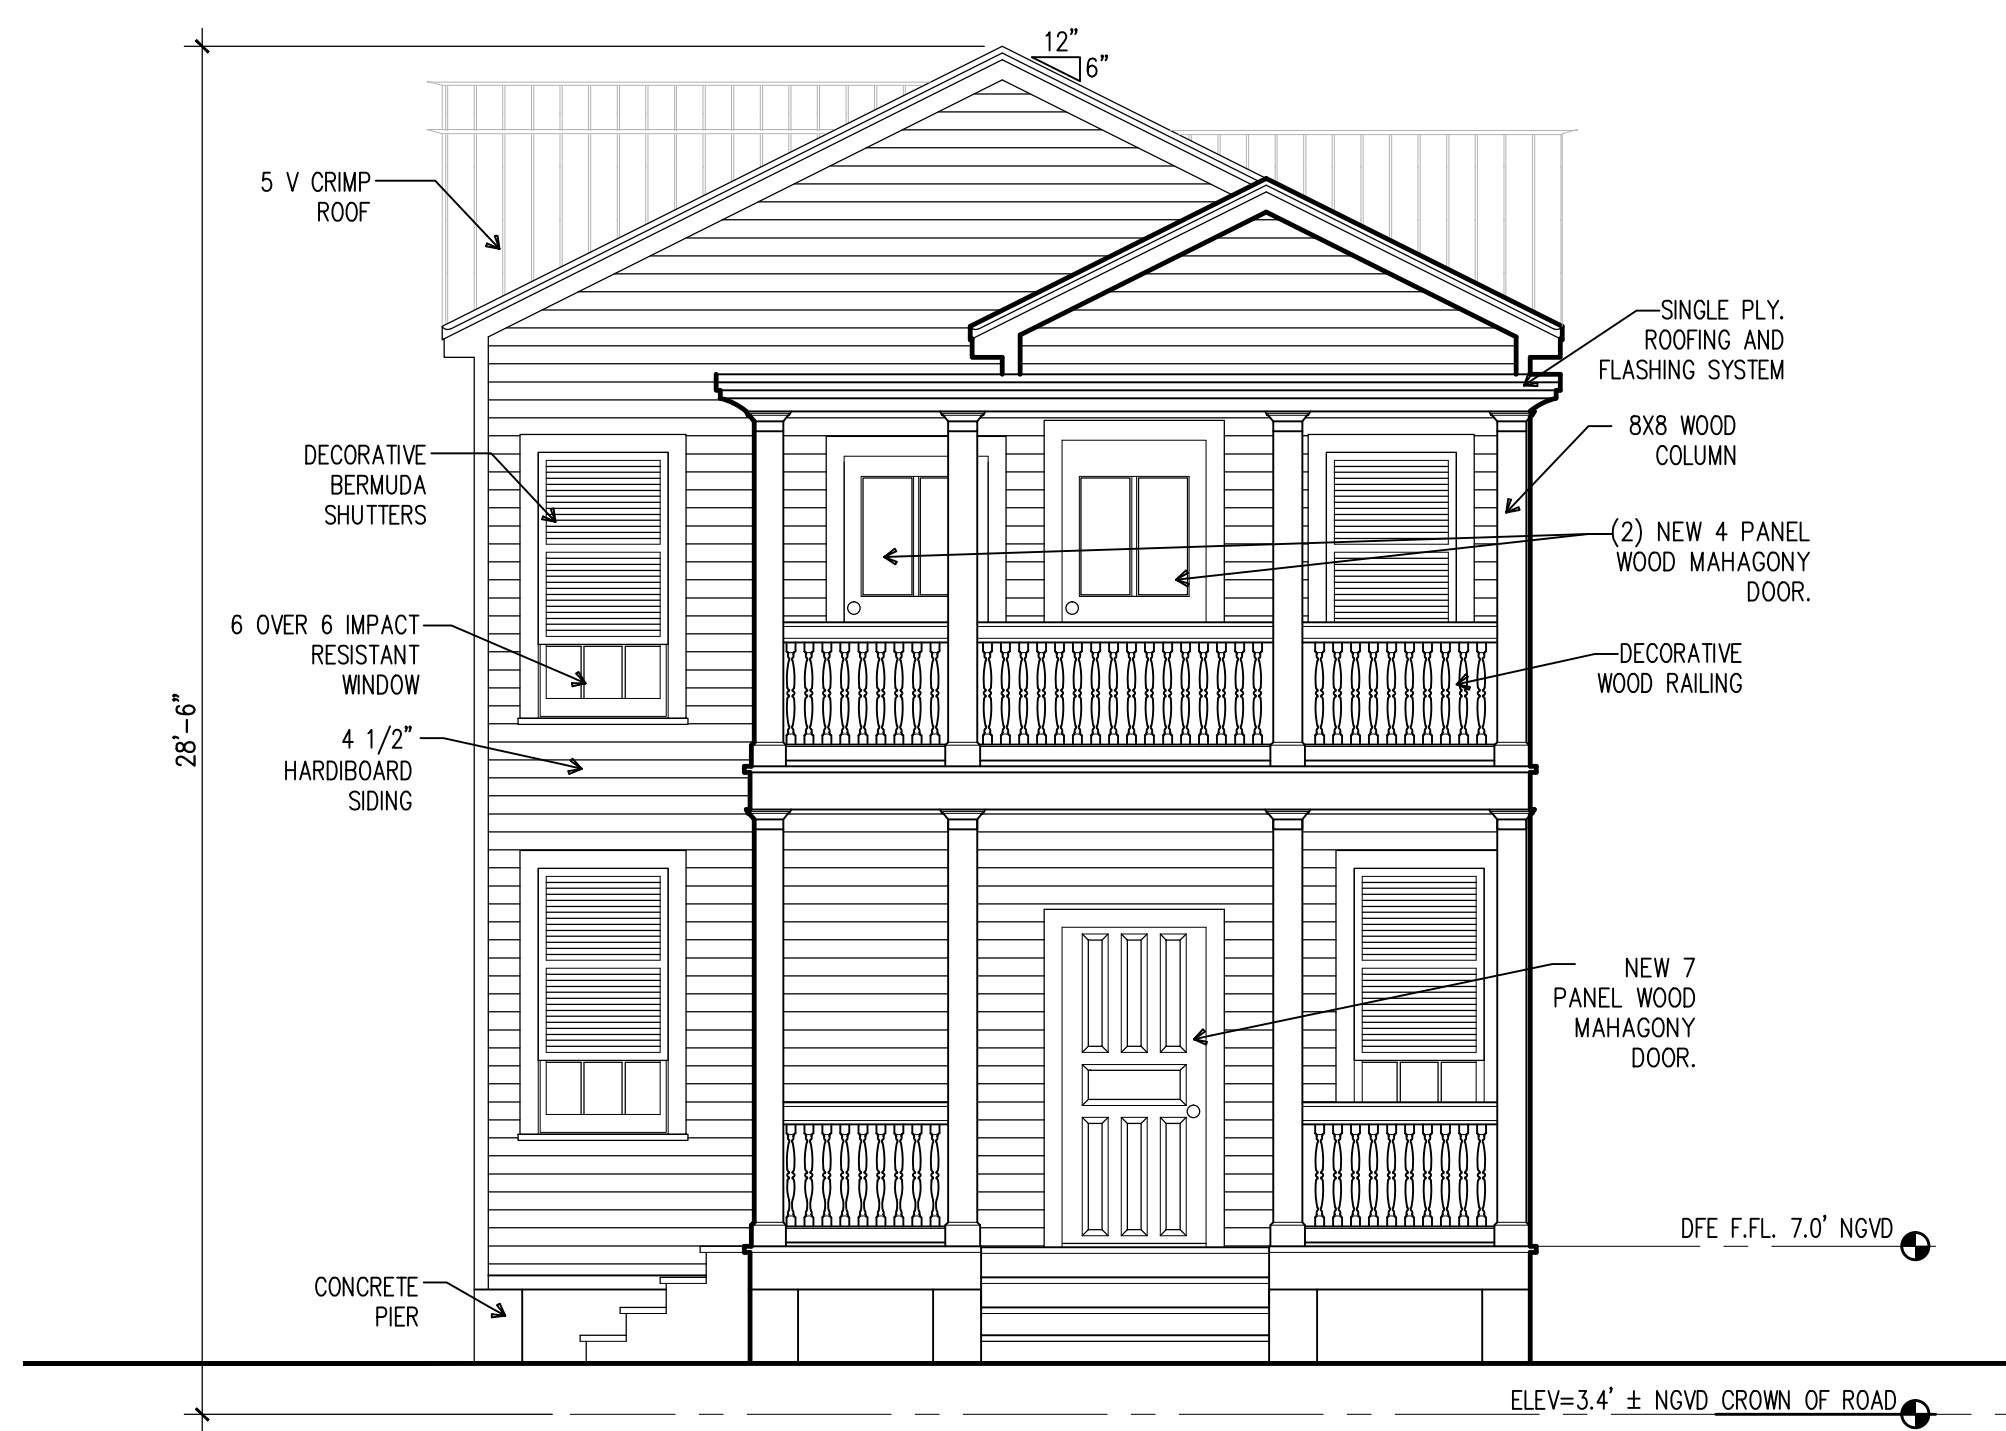 12"
6"
5 V CRIMP
ROOF
SINGLE PLY.
ROOFING AND
FLASHING SYSTEM
8X8 WOOD
COLUMN
DECORATIVE
BERMUDA
SHUTTERS
(2) NEW 4 PANEL
WOOD MAHAGONY
DOOR.
6 OVER 6 IMPACT
RESISTANT
WINDOW
DECORATIVE
WOOD RAILING
28'-6"
4 1/2"
HARDIBOARD
SIDING
NEW 7
PANEL WOOD
MAHAGONY
DOOR.
DFE F.FL. 7.0' NGVD
CONCRETE
PIER
ELEV=3.4' ± NGVD CROWN OF ROAD